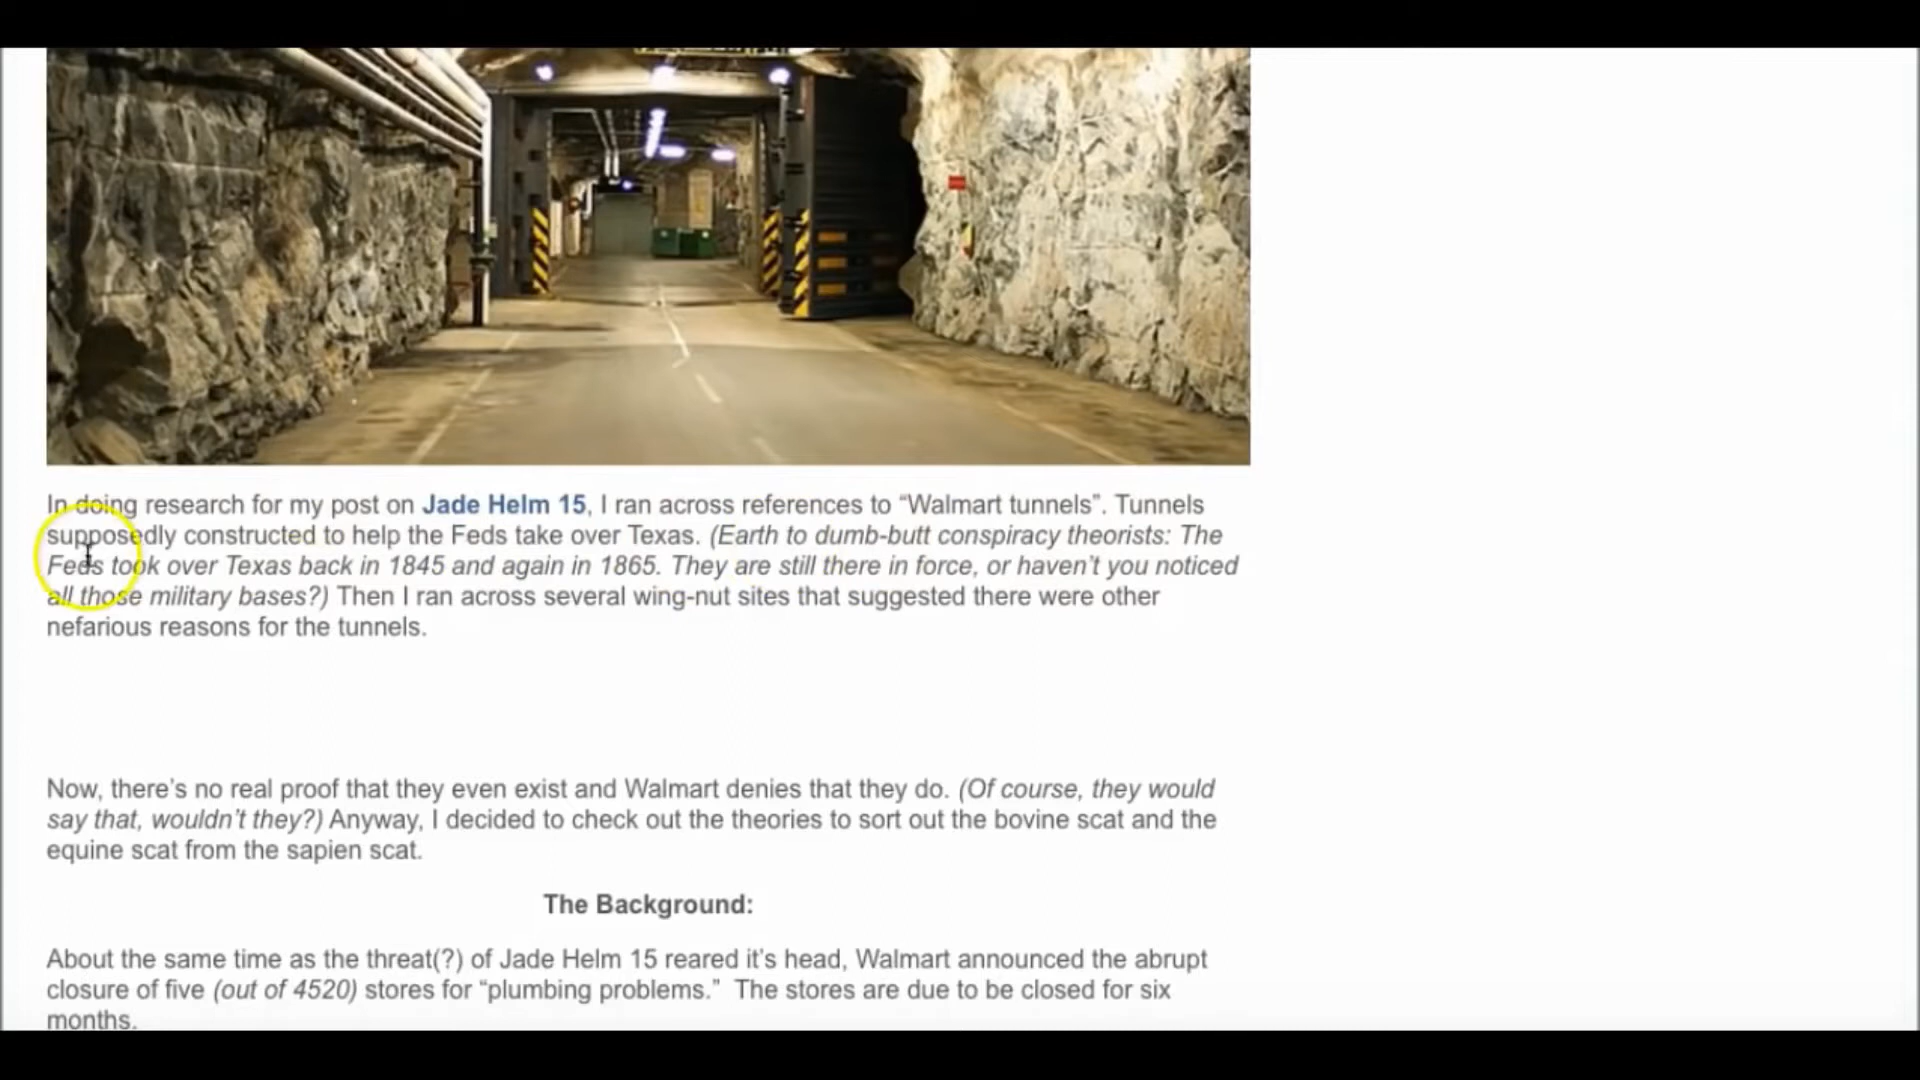 In doing research for my post on Jade Helm 15, I ran across references to “Walmart tunnels”. Tunnels
supposedly constructed to help the Feds take over Texas. (Earth to dumb-butt conspiracy theorists: The
Feds took over Texas back in 1845 and again in 1865. They are still there in force, or haven’t you noticed
all those military bases?) Then I ran across several wing-nut sites that suggested there were other
nefarious reasons for the tunnels.
Now, there’s no real proof that they even exist and Walmart denies that they do. (Of course, they would
say that, wouldn’t they?) Anyway, I decided to check out the theories to sort out the bovine scat and the
equine scat from the sapien scat.
The Background:
About the same time as the threat(?) of Jade Helm 15 reared it’s head, Walmart announced the abrupt
closure of five (out of 4520) stores for “plumbing problems.” The stores are due to be closed for six
months.